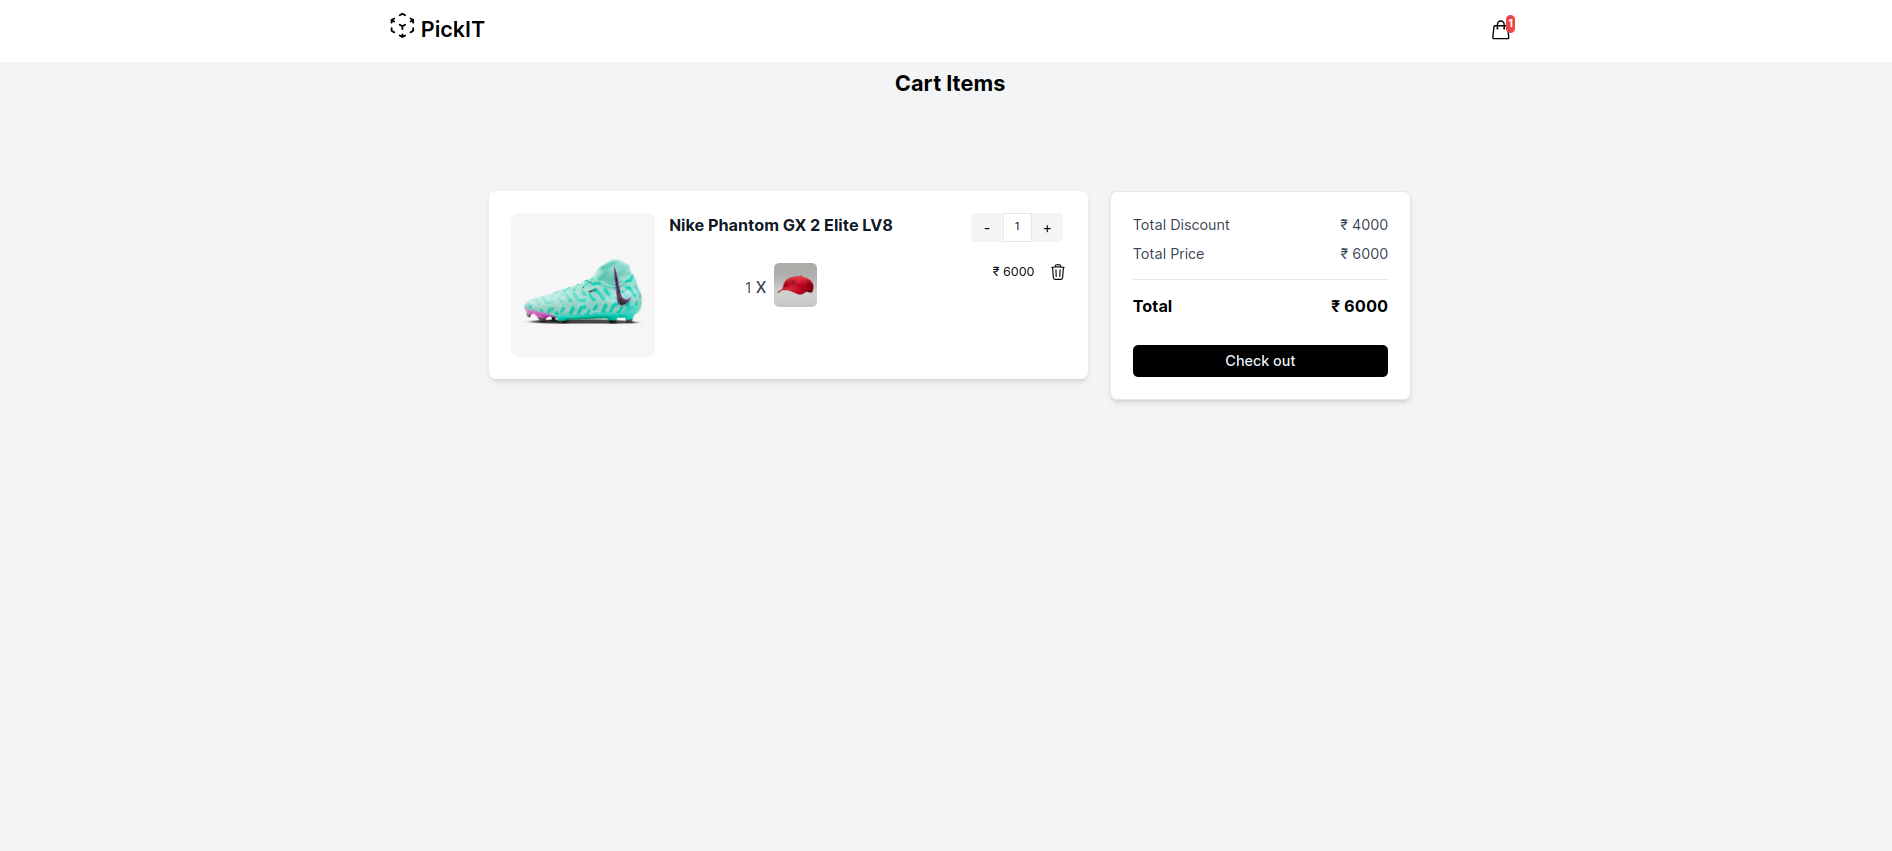 PickIT
1
Cart Items
Nike Phantom GX 2 Elite LV8
- 1 +
₹ 6000
1 X
Total Discount ₹ 4000
Total Price ₹ 6000
Total ₹ 6000
Check out